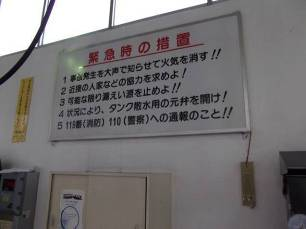 緊急時の措置
1 事故発生を大声で知らせて火気を消す!!
2 近接の人家などの協力を求めよ!
3 可能な限り漏えい源を止めよ!!
4 状況により、タンク散水用の元弁を開け!
5 119番(消防) 110(警察)への通報のこと!!